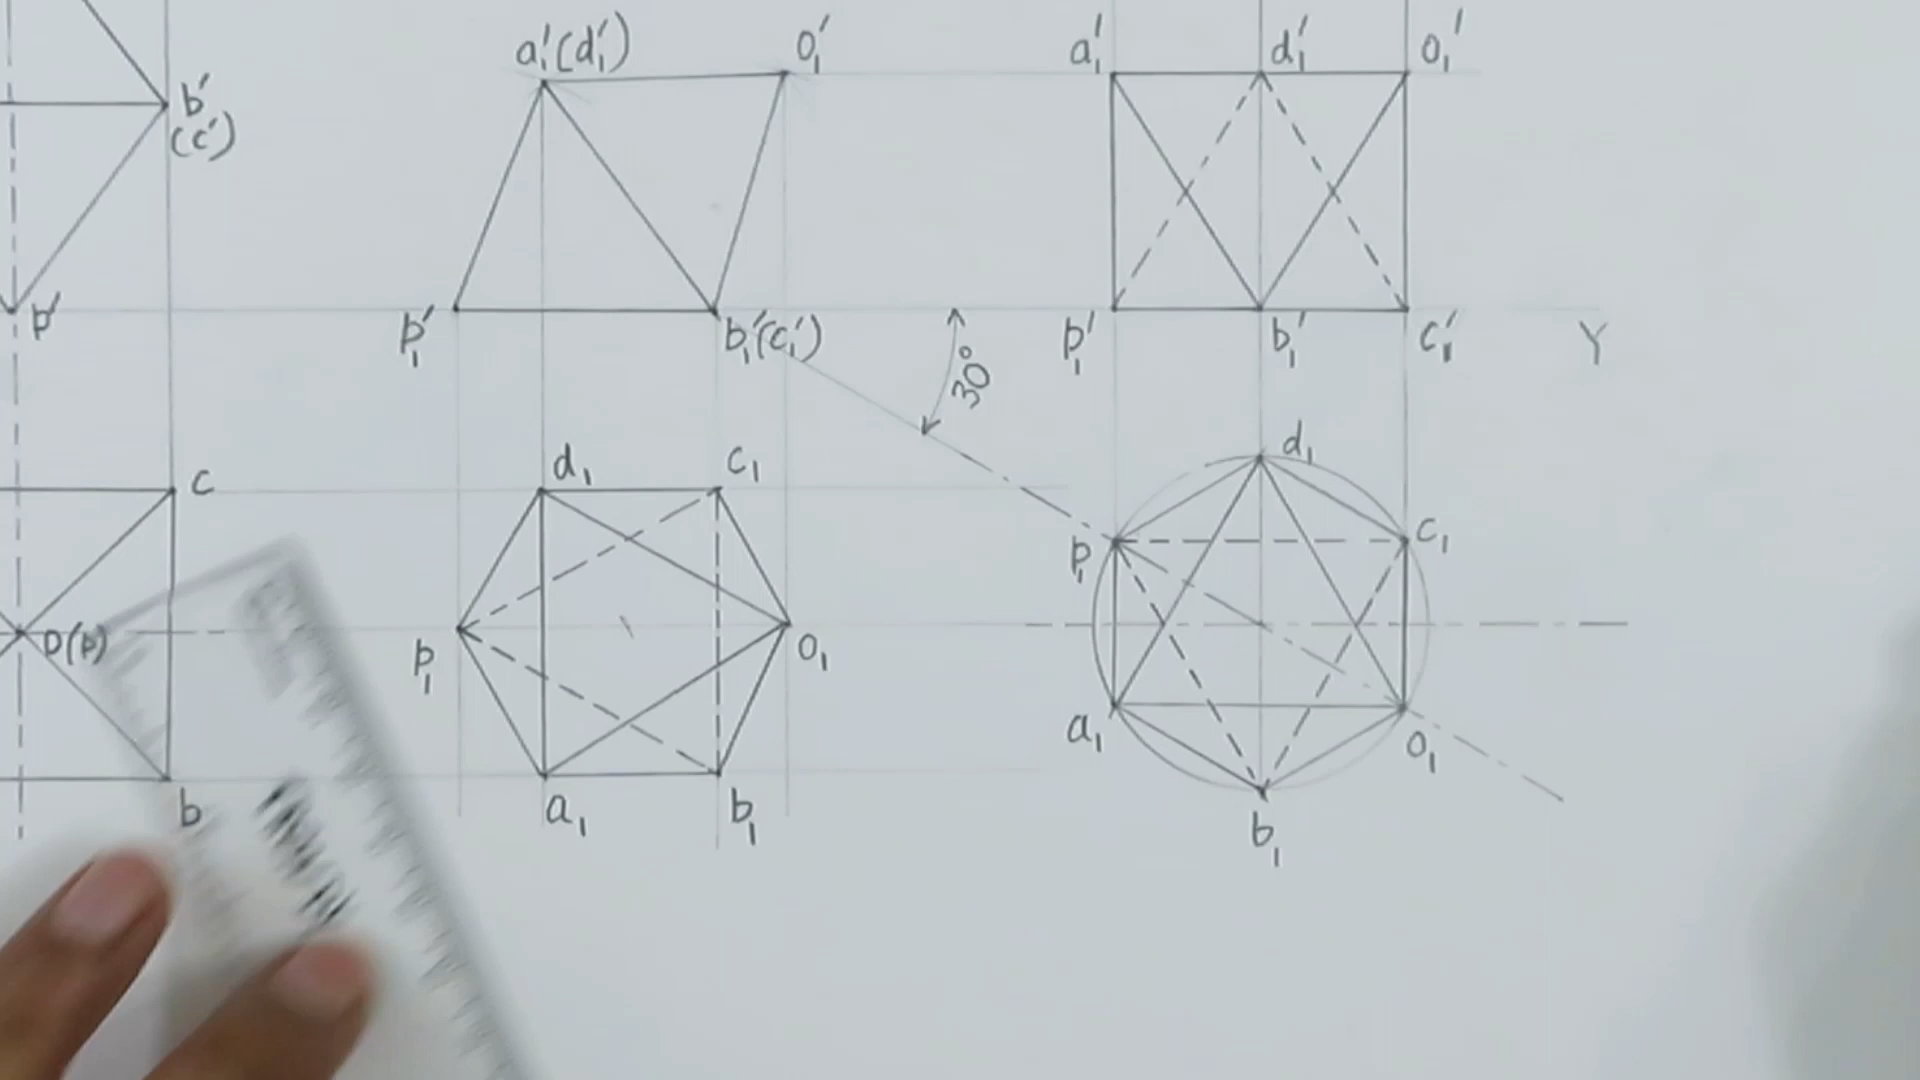 a₁'(d₁')
o₁'
a₁'
d₁'
o₁'
b'
(c')
p'
p₁'
b₁'(c₁')
30°
p₁'
b₁'
c₁'
Y
c
d₁
c₁
d₁
p₁
c₁
o(p)
p₁
o₁
a₁
o₁
b
a₁
b₁
b₁